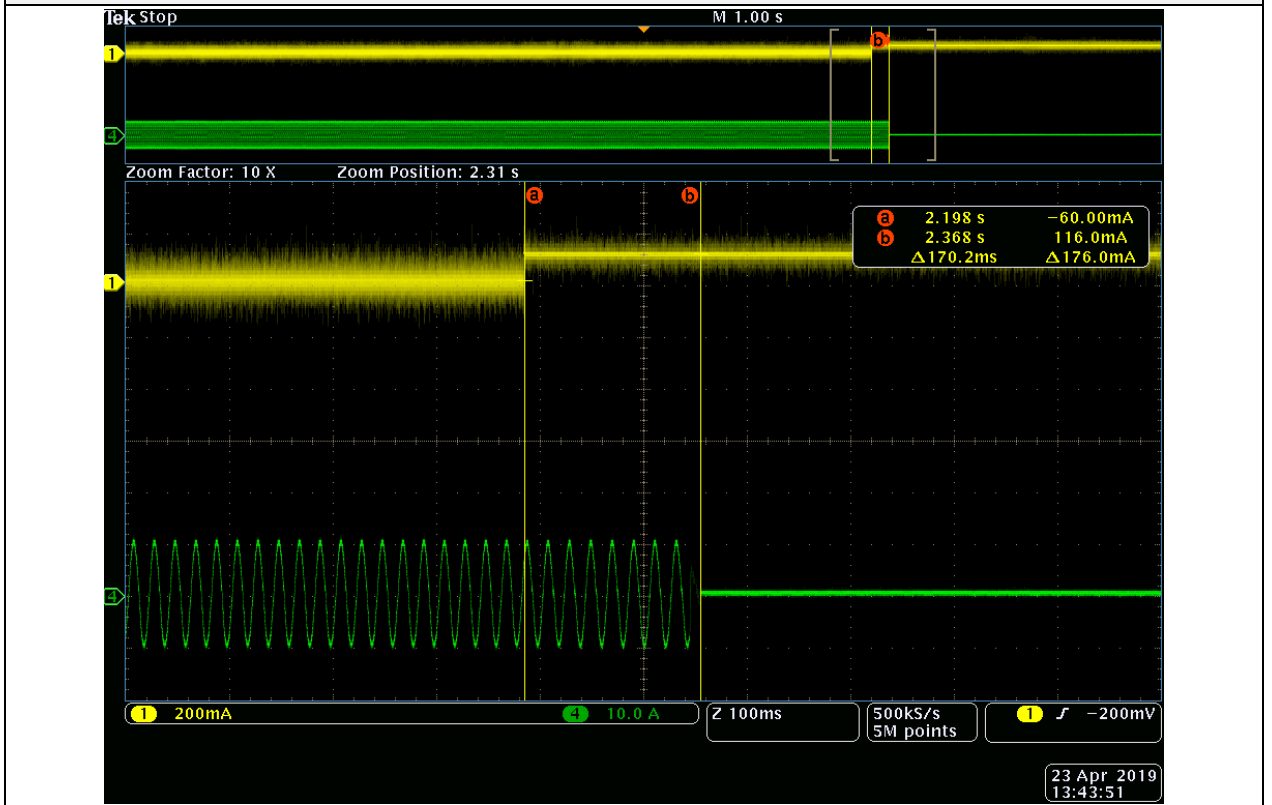 Tek Stop M 1.00 s
1
b
4
Zoom Factor: 10 X Zoom Position: 2.31 s
a b
a 2.198 s −60.00mA
b 2.368 s 116.0mA
Δ170.2ms Δ176.0mA
1
4
1 200mA 4 10.0 A Z 100ms 500kS/s 1 −200mV
5M points
23 Apr 2019
13:43:51